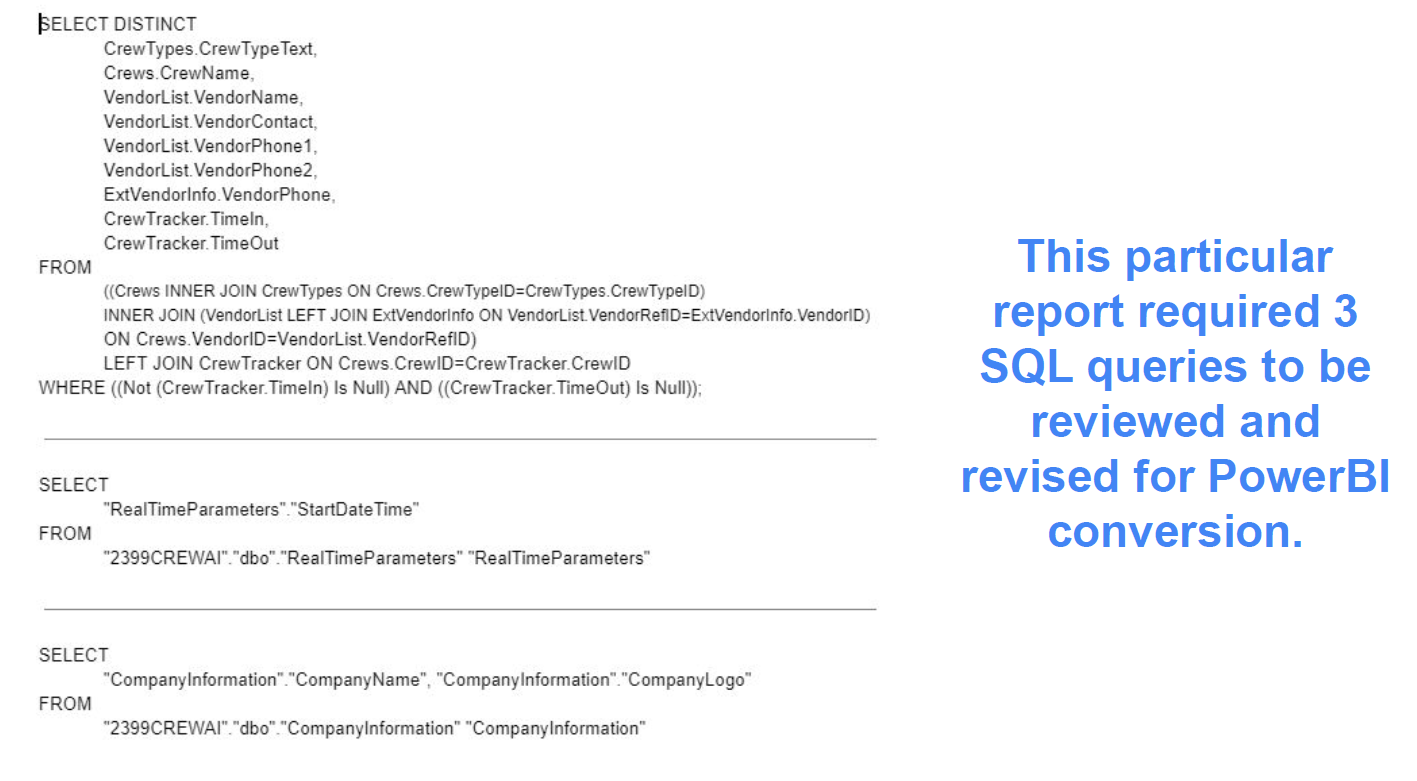 SELECT DISTINCT
CrewTypes.CrewTypeText,
Crews.CrewName,
VendorList.VendorName,
VendorList.VendorContact,
VendorList.VendorPhone1,
VendorList.VendorPhone2,
ExtVendorInfo.VendorPhone,
CrewTracker.TimeIn,
CrewTracker.TimeOut
FROM
((Crews INNER JOIN CrewTypes ON Crews.CrewTypeID=CrewTypes.CrewTypeID)
INNER JOIN (VendorList LEFT JOIN ExtVendorInfo ON VendorList.VendorRefID=ExtVendorInfo.VendorID)
ON Crews.VendorID=VendorList.VendorRefID)
LEFT JOIN CrewTracker ON Crews.CrewID=CrewTracker.CrewID
WHERE ((Not (CrewTracker.TimeIn) Is Null) AND ((CrewTracker.TimeOut) Is Null));
SELECT
"RealTimeParameters"."StartDateTime"
FROM
"2399CREWAI"."dbo"."RealTimeParameters" "RealTimeParameters"
SELECT
"CompanyInformation"."CompanyName", "CompanyInformation"."CompanyLogo"
FROM
"2399CREWAI"."dbo"."CompanyInformation" "CompanyInformation"
This particular
report required 3
SQL queries to be
reviewed and
revised for PowerBI
conversion.